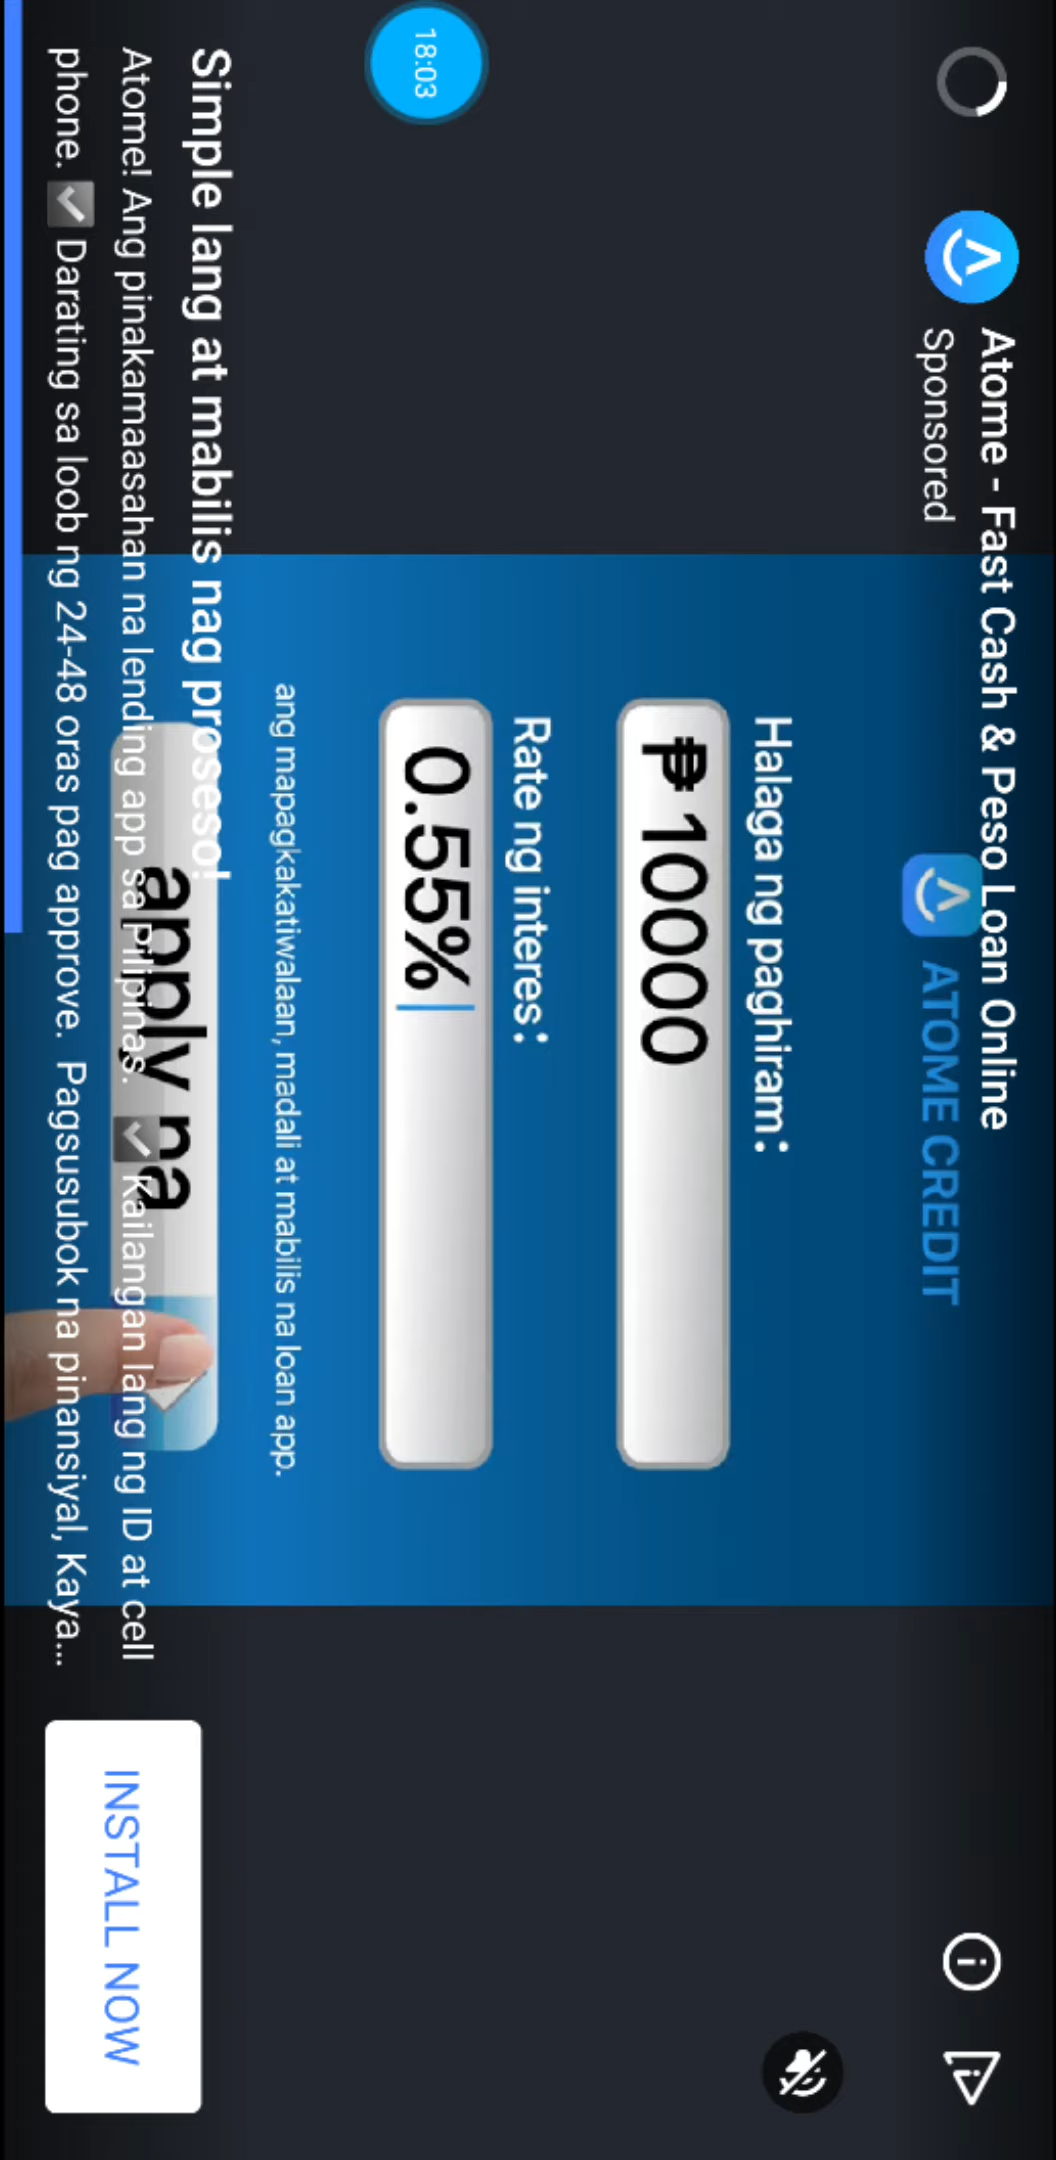 Atome - Fast Cash & Peso Loan Online
Sponsored
ATOME CREDIT
Halaga ng paghiram:
₱ 10000
Rate ng interes:
0.55%
ang mapagkakatiwalaan, madali at mabilis na loan app.
apply na
18:03
Simple lang at mabilis nag proseso!
Atome! Ang pinakamaasahan na lending app sa Pilipinas. ✅ Kailangan lang ng ID at cell
phone. ✅ Darating sa loob ng 24-48 oras pag approve. Pagsusubok na pinansiyal, Kaya...
INSTALL NOW